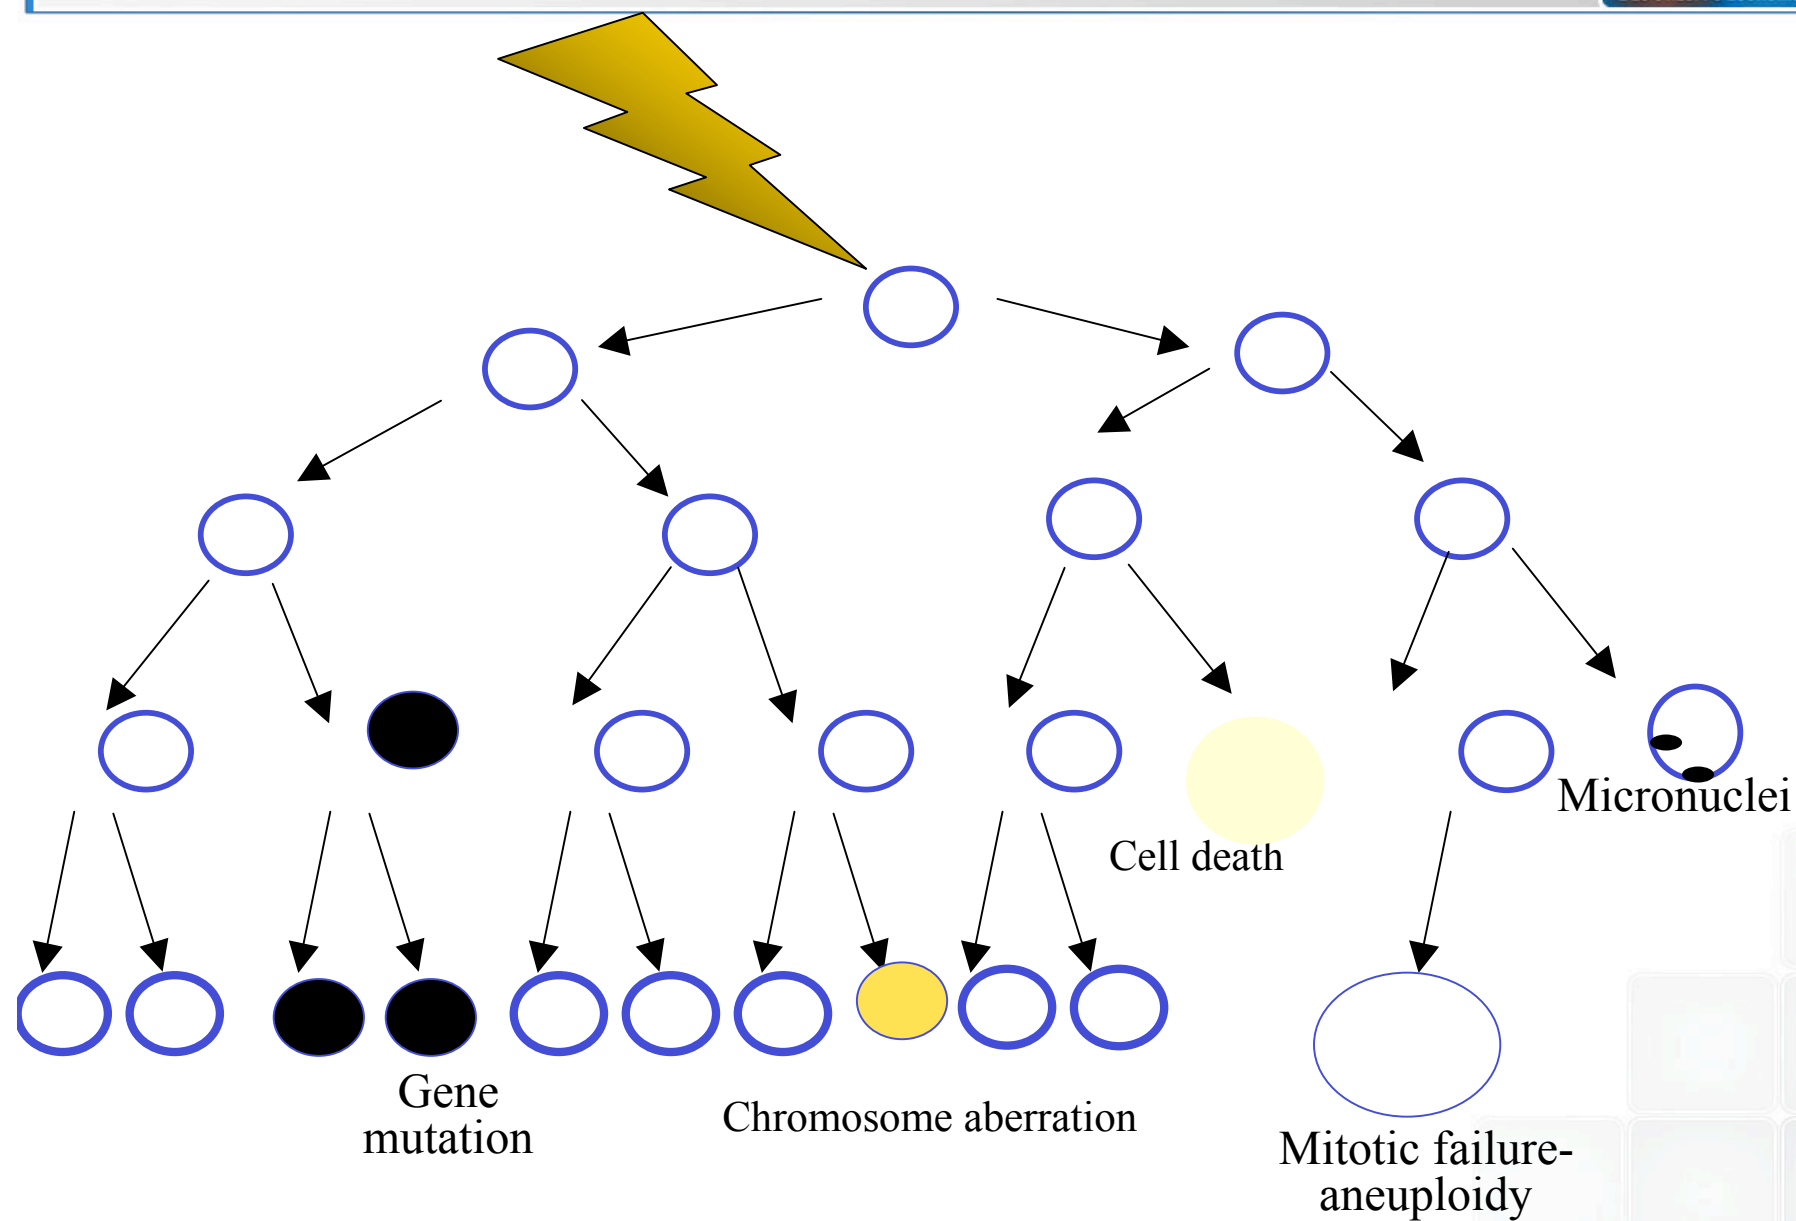 Micronuclei
Cell death
Gene
mutation
Chromosome aberration
Mitotic failure-
aneuploidy